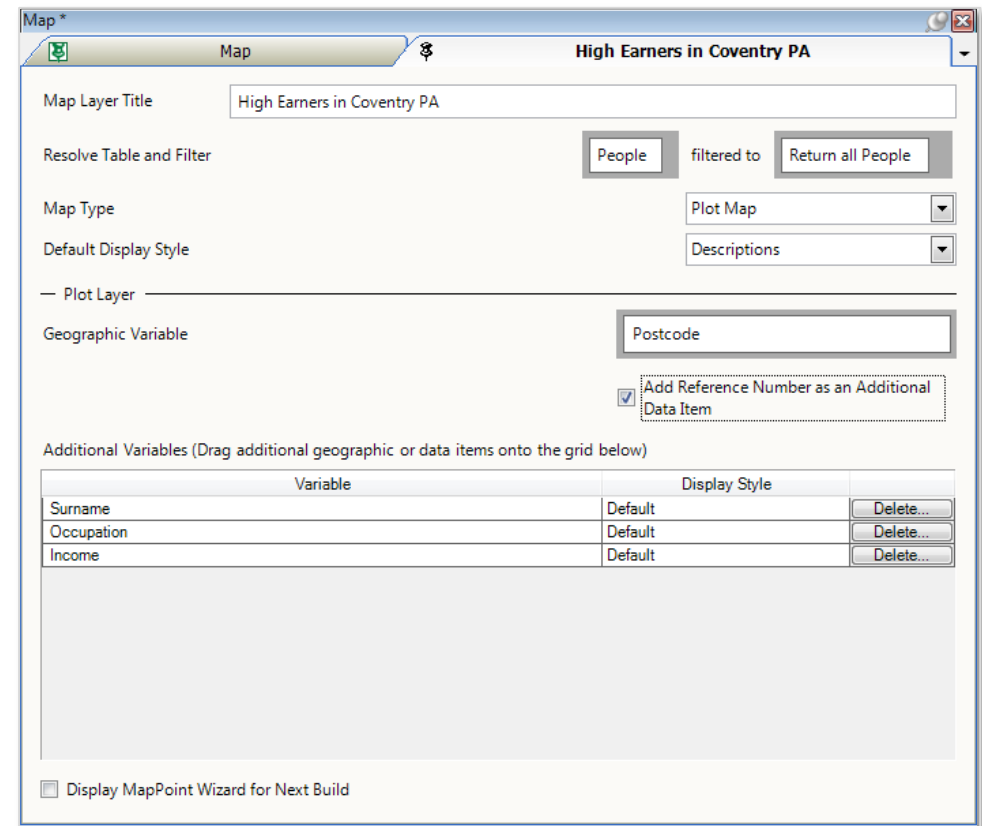 Map *
Map
High Earners in Coventry PA
Map Layer Title
High Earners in Coventry PA
Resolve Table and Filter
People
filtered to
Return all People
Map Type
Plot Map
Default Display Style
Descriptions
Plot Layer
Geographic Variable
Postcode
Add Reference Number as an Additional
Data Item
Additional Variables (Drag additional geographic or data items onto the grid below)
Variable
Display Style
Surname
Default
Delete...
Occupation
Default
Delete...
Income
Default
Delete...
Display MapPoint Wizard for Next Build